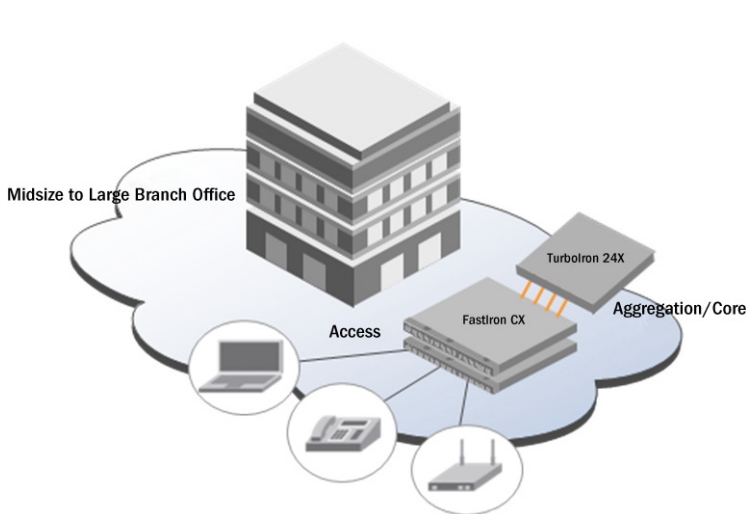 Midsize to Large Branch Office
TurboIron 24X
Aggregation/Core
FastIron CX
Access